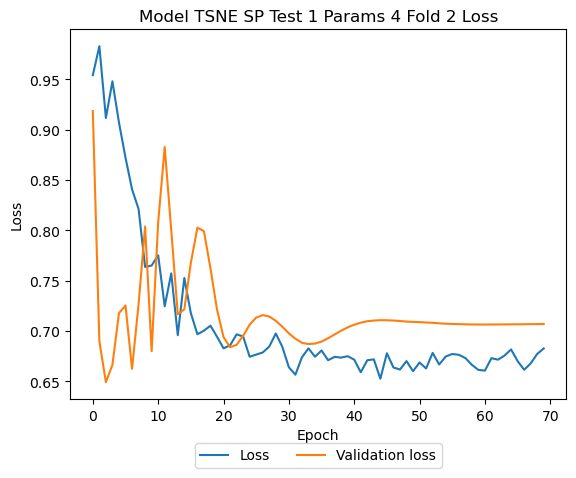 Model TSNE SP Test 1 Params 4 Fold 2 Loss
0.95
0.90
0.85
0.80
0.75
0.70
0.65
Loss
0 10 20 30 40 50 60 70
Epoch
Loss Validation loss